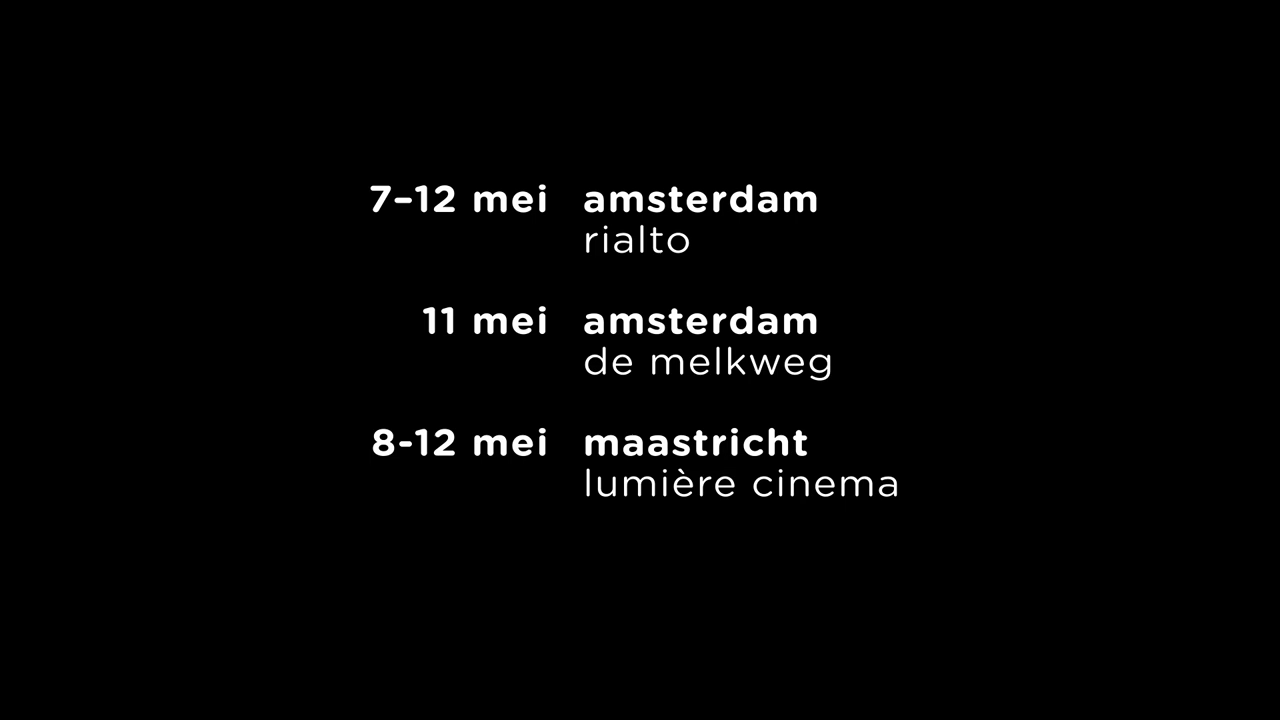 7–12 mei amsterdam
rialto
11 mei amsterdam
de melkweg
8-12 mei maastricht
lumière cinema